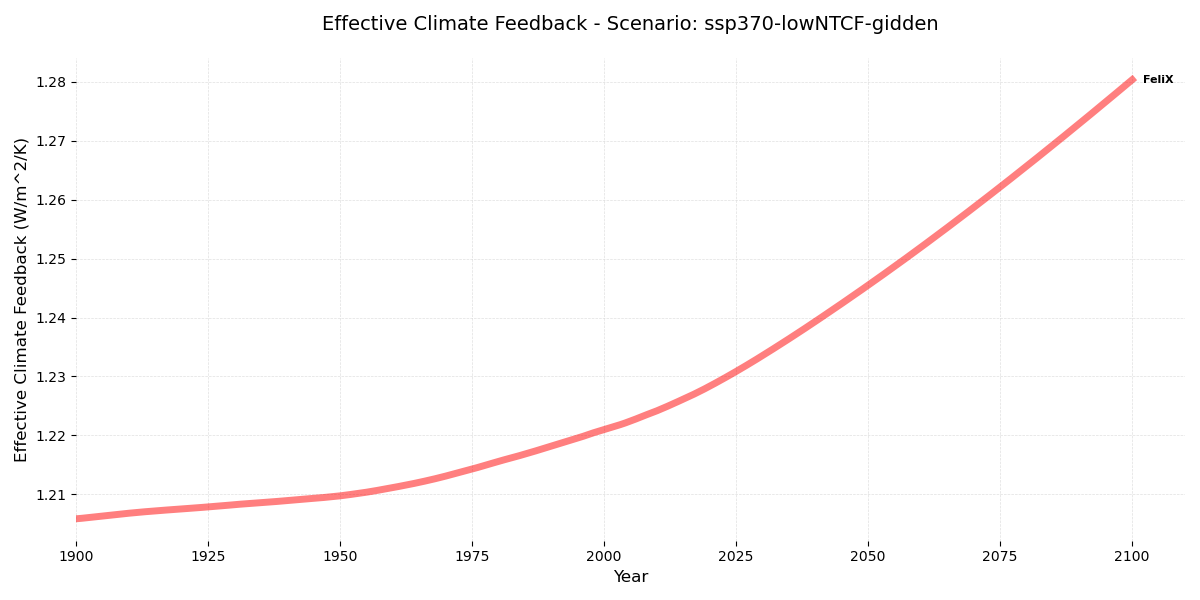 Effective Climate Feedback - Scenario: ssp370-lowNTCF-gidden
Effective Climate Feedback (W/m^2/K)
1.28
1.27
1.26
1.25
1.24
1.23
1.22
1.21
FeliX
1900 1925 1950 1975 2000 2025 2050 2075 2100
Year